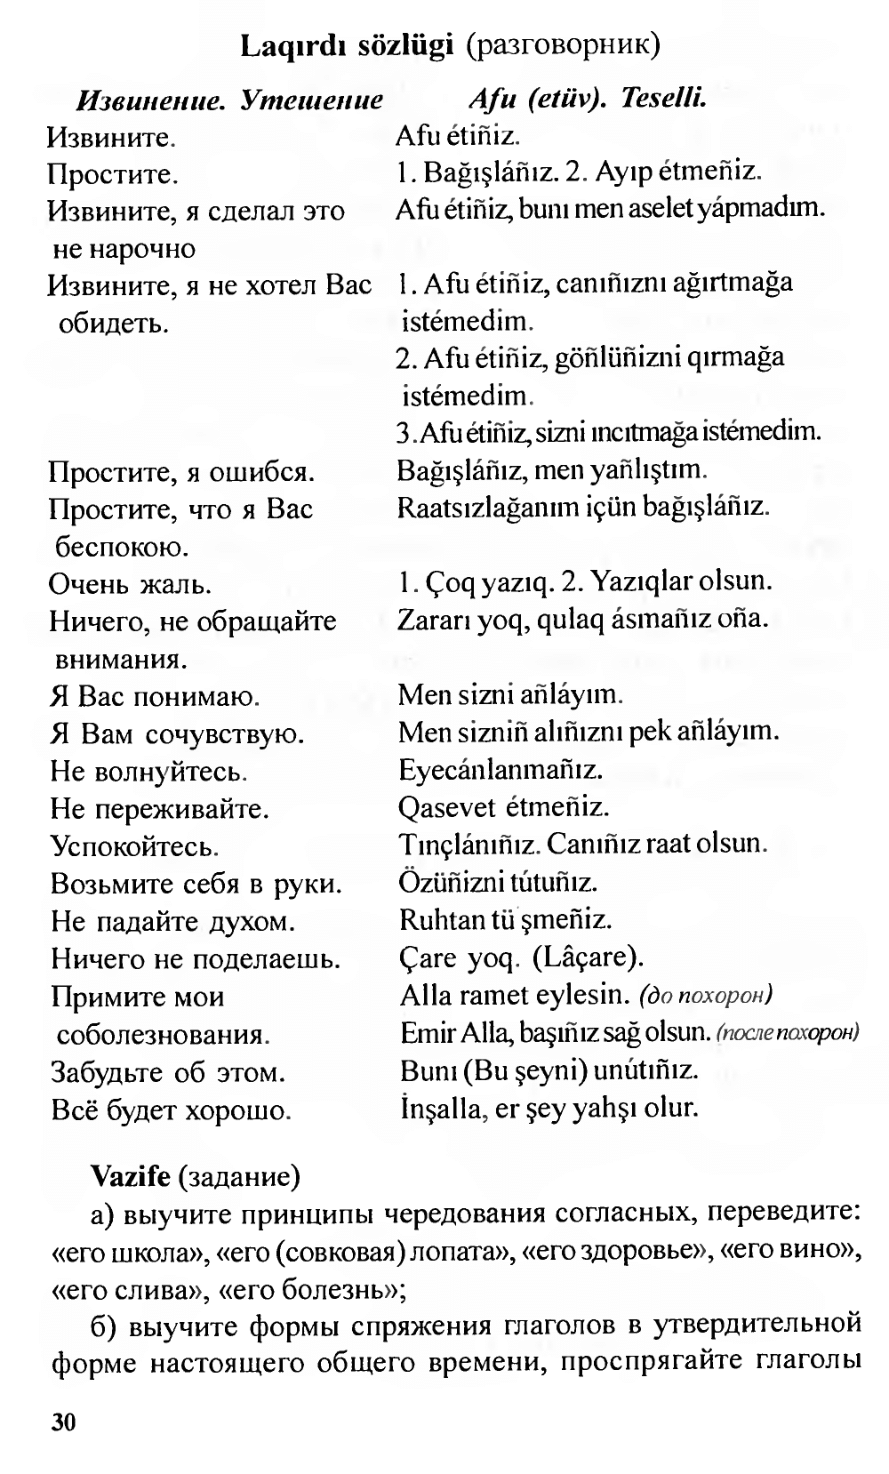 Laqırdı sözlügi (разговорник)
Извинение. Утешение Afu (etüv). Teselli.
Извините. Afu étiñiz.
Простите. 1. Bağışláñız. 2. Ayıp étmeñiz.
Извините, я сделал это Afu étiñiz, bunı men aselet yápmadım.
не нарочно
Извините, я не хотел Вас 1. Afu étiñiz, canıñıznı ağırtmağa
обидеть. istémedim.
2. Afu étiñiz, göñlüñizni qırmağa
istémedim.
3. Afu étiñiz, sizni ıncıtmağa istémedim.
Простите, я ошибся. Bağışláñız, men yañlıştım.
Простите, что я Вас Raatsızlağanım içün bağışláñız.
беспокою.
Очень жаль. 1. Çoq yazıq. 2. Yazıqlar olsun.
Ничего, не обращайте Zararı yoq, qulaq ásmañız oña.
внимания.
Я Вас понимаю. Men sizni añláyım.
Я Вам сочувствую. Men sizniñ alıñıznı pek añláyım.
Не волнуйтесь. Eyecánlanmañız.
Не переживайте. Qasevet étmeñiz.
Успокойтесь. Tınçlánıñız. Canıñız raat olsun.
Возьмите себя в руки. Özüñizni tútuñız.
Не падайте духом. Ruhtan tüşmeñiz.
Ничего не поделаешь. Çare yoq. (Lâçare).
Примите мои Alla ramet eylesin. (до похорон)
соболезнования. Emir Alla, başıñız sağ olsun. (после похорон)
Забудьте об этом. Bunı (Bu şeyni) unútıñız.
Всё будет хорошо. İnşalla, er şey yahşı olur.
Vazife (задание)
а) выучите принципы чередования согласных, переведите:
«его школа», «его (совковая) лопата», «его здоровье», «его вино»,
«его слива», «его болезнь»;
б) выучите формы спряжения глаголов в утвердительной
форме настоящего общего времени, проспрягайте глаголы
30